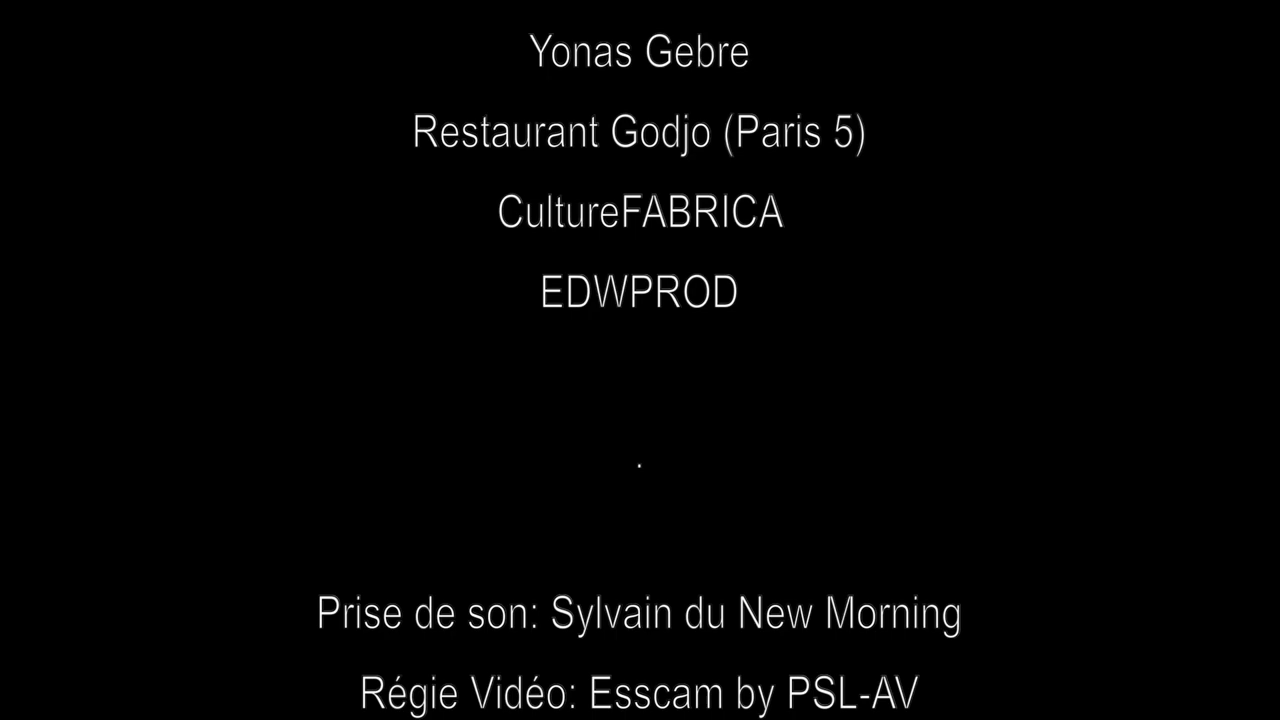 Yonas Gebre
Restaurant Godjo (Paris 5)
CultureFABRICA
EDWPROD
.
Prise de son: Sylvain du New Morning
Régie Vidéo: Esscam by PSL-AV